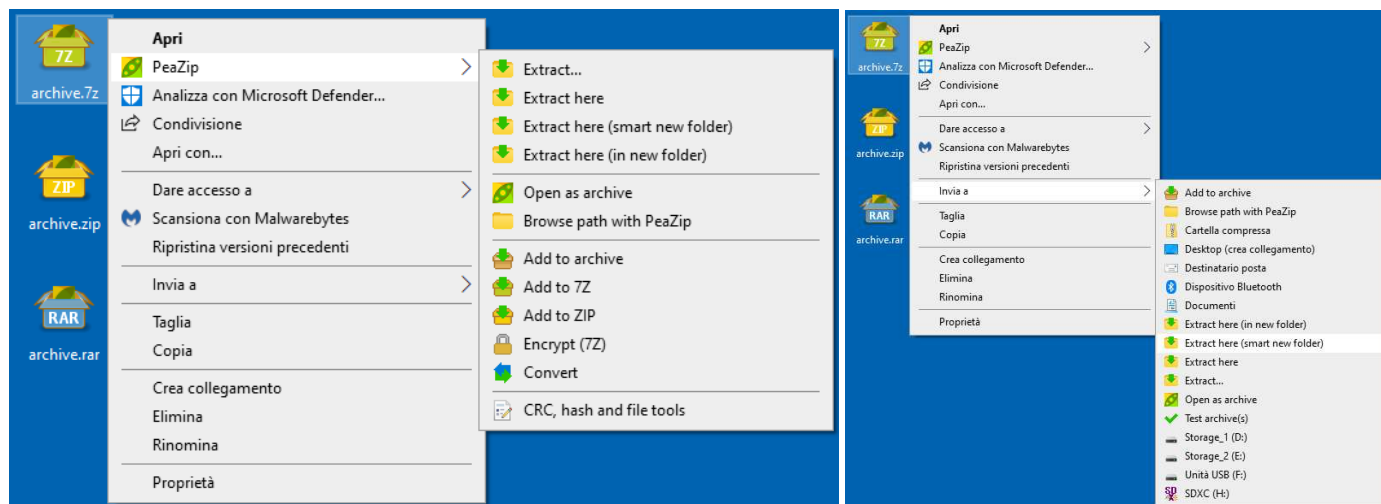 7Z
archive.7z
ZIP
archive.zip
RAR
archive.rar
Apri
PeaZip
Analizza con Microsoft Defender...
Condivisione
Apri con...
Dare accesso a
Scansiona con Malwarebytes
Ripristina versioni precedenti
Invia a
Taglia
Copia
Crea collegamento
Elimina
Rinomina
Proprietà
Extract...
Extract here
Extract here (smart new folder)
Extract here (in new folder)
Open as archive
Browse path with PeaZip
Add to archive
Add to 7Z
Add to ZIP
Encrypt (7Z)
Convert
CRC, hash and file tools
7Z
archive.7z
ZIP
archive.zip
RAR
archive.rar
Apri
PeaZip
Analizza con Microsoft Defender...
Condivisione
Apri con...
Dare accesso a
Scansiona con Malwarebytes
Ripristina versioni precedenti
Invia a
Taglia
Copia
Crea collegamento
Elimina
Rinomina
Proprietà
Add to archive
Browse path with PeaZip
Cartella compressa
Desktop (crea collegamento)
Destinatario posta
Dispositivo Bluetooth
Documenti
Extract here (in new folder)
Extract here (smart new folder)
Extract here
Extract...
Open as archive
Test archive(s)
Storage_1 (D:)
Storage_2 (E:)
Unità USB (F:)
SDXC (H:)